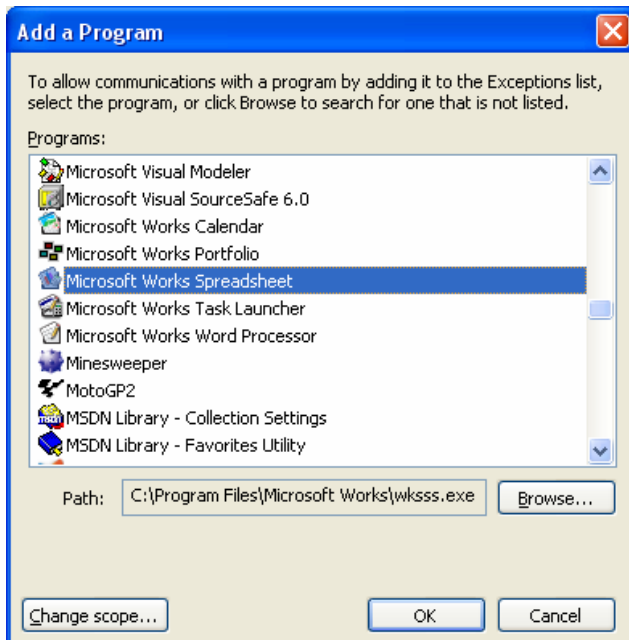 Add a Program
To allow communications with a program by adding it to the Exceptions list,
select the program, or click Browse to search for one that is not listed.
Programs:
Microsoft Visual Modeler
Microsoft Visual SourceSafe 6.0
Microsoft Works Calendar
Microsoft Works Portfolio
Microsoft Works Spreadsheet
Microsoft Works Task Launcher
Microsoft Works Word Processor
Minesweeper
MotoGP2
MSDN Library - Collection Settings
MSDN Library - Favorites Utility
Path: C:\Program Files\Microsoft Works\wksss.exe Browse...
Change scope... OK Cancel